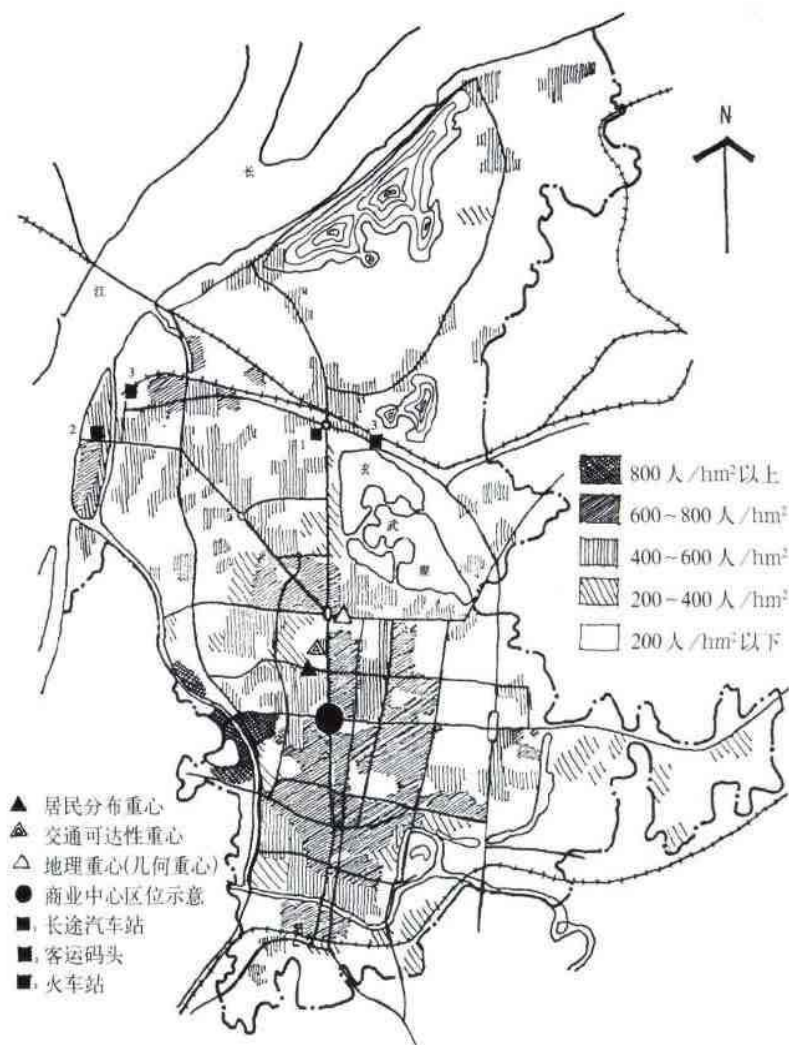 N
长
江
3
2
1
3
玄
武
湖
800人/hm²以上
600~800人/hm²
400~600人/hm²
200~400人/hm²
200人/hm²以下
居民分布重心
交通可达性重心
地理重心(几何重心)
商业中心区位示意
1长途汽车站
2客运码头
3火车站